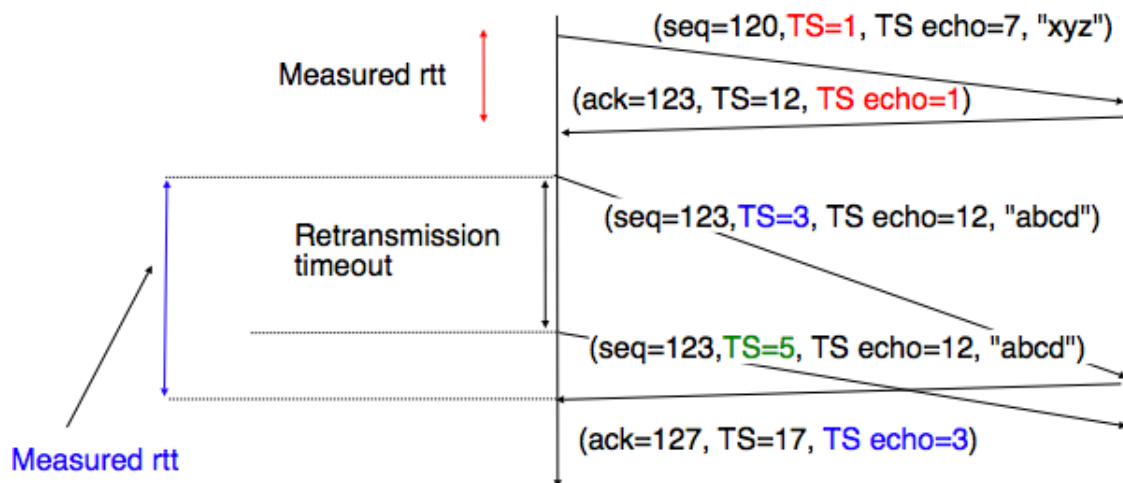 (seq=120,TS=1, TS echo=7, "xyz")
Measured rtt
(ack=123, TS=12, TS echo=1)
(seq=123,TS=3, TS echo=12, "abcd")
Retransmission
timeout
(seq=123,TS=5, TS echo=12, "abcd")
(ack=127, TS=17, TS echo=3)
Measured rtt